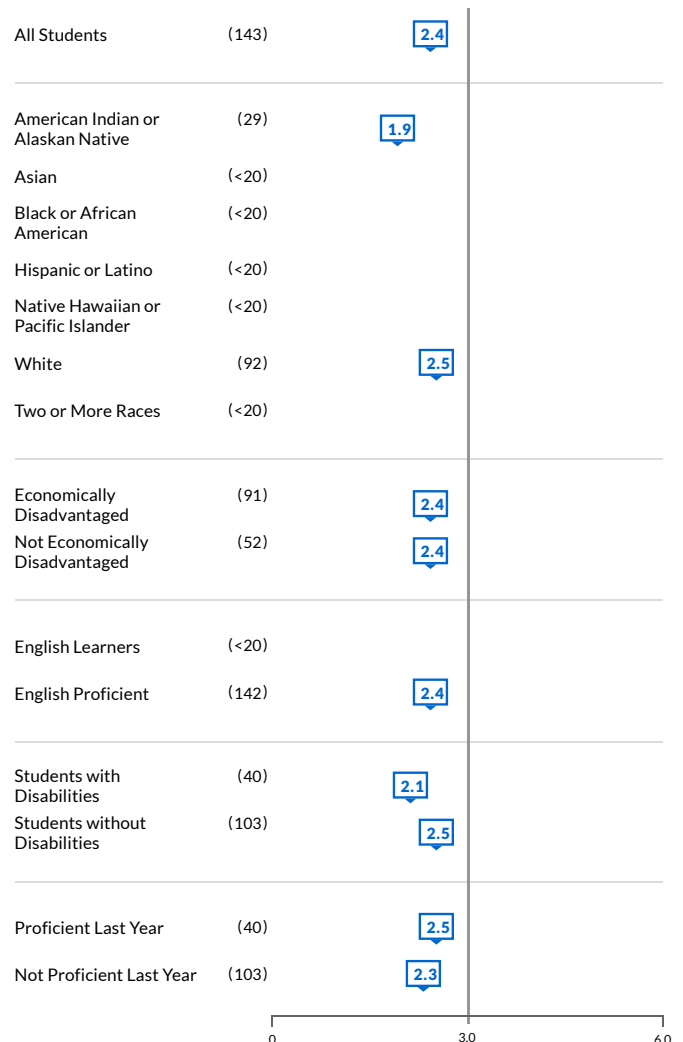 All Students (143) 2.4
American Indian or (29) 1.9
Alaskan Native
Asian (<20)
Black or African (<20)
American
Hispanic or Latino (<20)
Native Hawaiian or (<20)
Pacific Islander
White (92) 2.5
Two or More Races (<20)
Economically (91) 2.4
Disadvantaged
Not Economically (52) 2.4
Disadvantaged
English Learners (<20)
English Proficient (142) 2.4
Students with (40) 2.1
Disabilities
Students without (103) 2.5
Disabilities
Proficient Last Year (40) 2.5
Not Proficient Last Year (103) 2.3
0 3.0 6.0